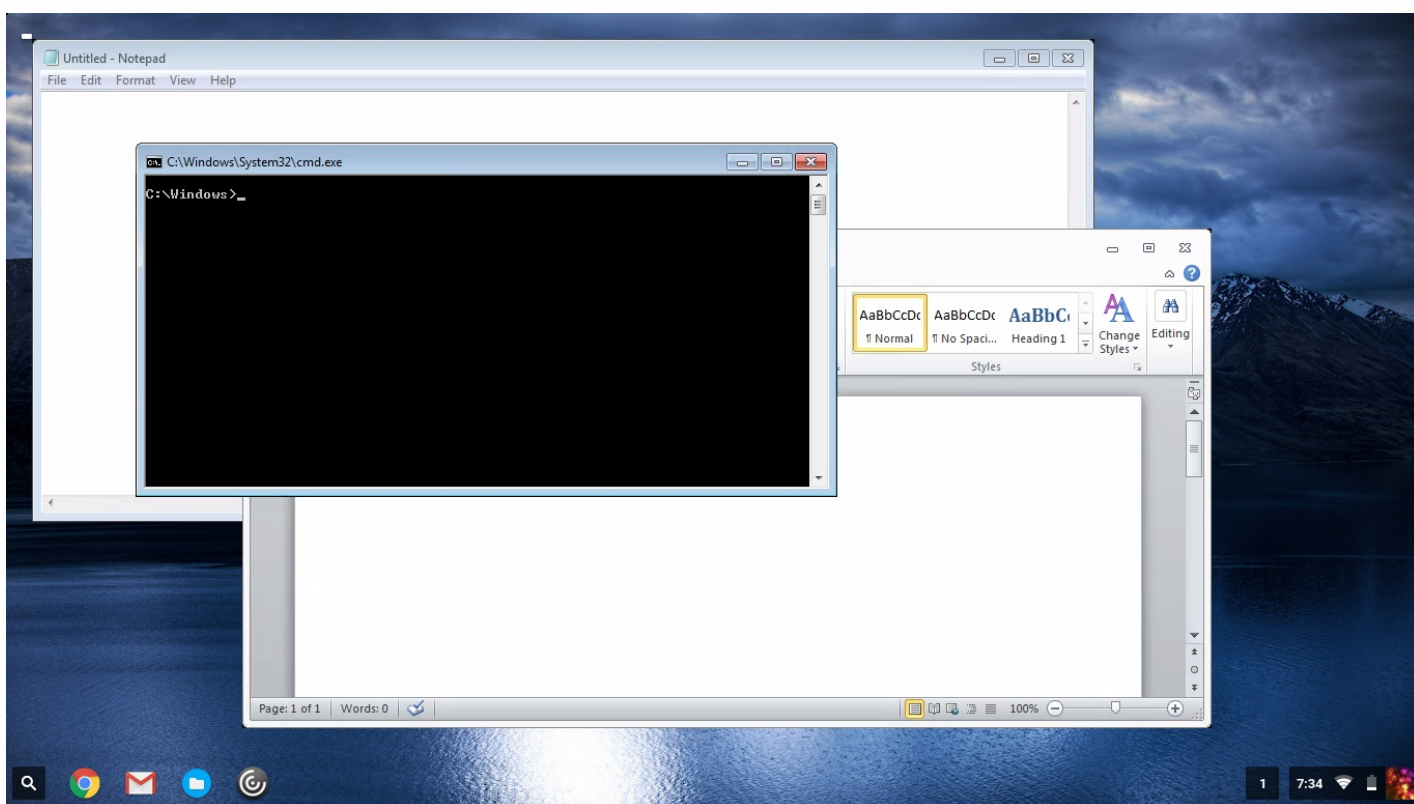 Untitled - Notepad
File Edit Format View Help
C:\Windows\System32\cmd.exe
C:\Windows>_
AaBbCcDc AaBbCcDc AaBbC
¶ Normal ¶ No Spaci... Heading 1
Change Styles
Editing
Styles
Page: 1 of 1 Words: 0 100%
1 7:34